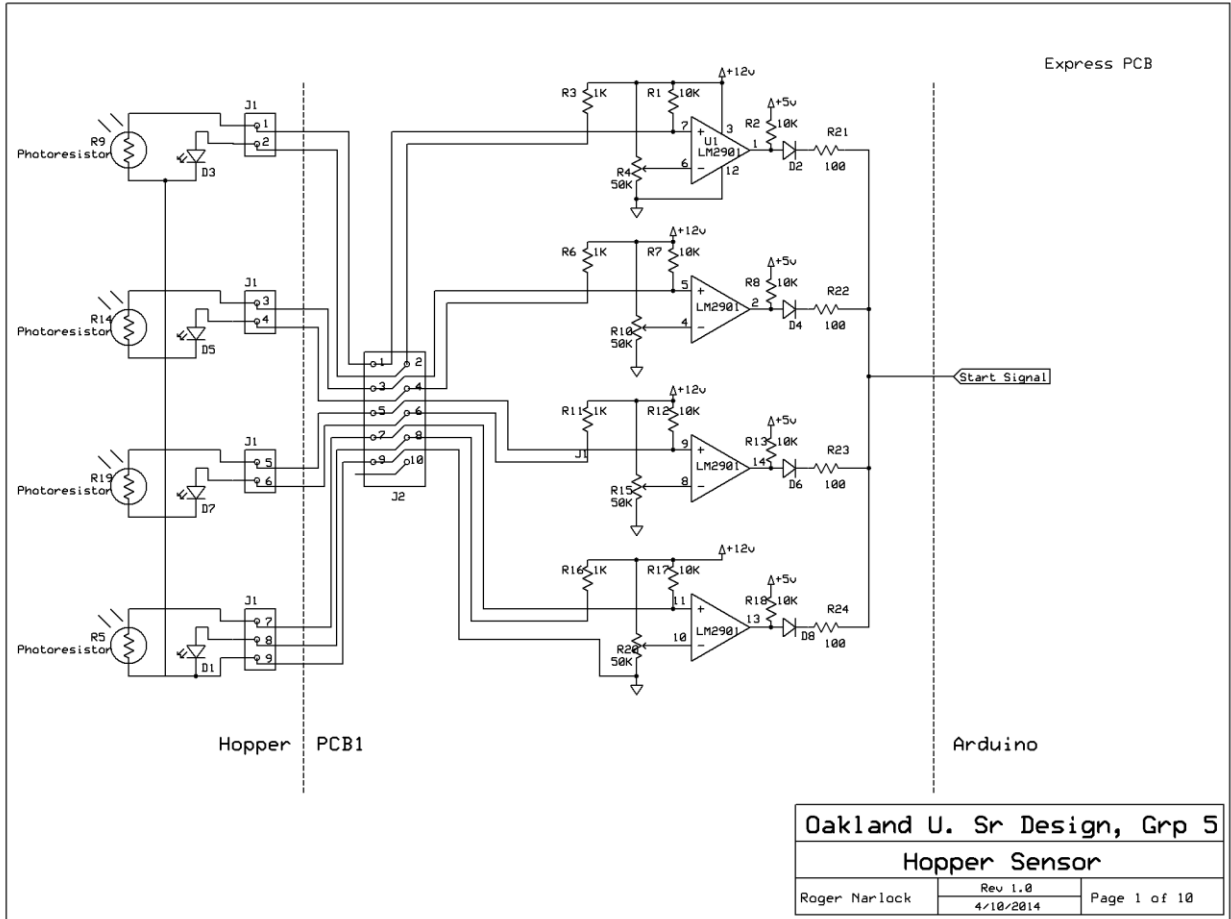 Express PCB
+12v
R3 1K R1 10K
+5v
J1
1
2
R9
Photoresistor
D3
7 + 3
U1
LM2901
6 - 12
1
R2 10K
R21
D2 100
R4
50K
+12v
R6 1K R7 10K
+5v
J1
3
4
R14
Photoresistor
D5
5 +
LM2901
4 -
2
R8 10K
R22
D4 100
R10
50K
1 2
3 4
5 6
7 8
9 10
J2
Start Signal
+12v
R11 1K R12 10K
+5v
J1
5
6
R19
Photoresistor
D7
J1
9 +
LM2901
8 -
14
R13 10K
R23
D6 100
R15
50K
+12v
R16 1K R17 10K
+5v
J1
7
8
9
R5
Photoresistor
D1
11 +
LM2901
10 -
13
R18 10K
R24
D8 100
R20
50K
Hopper PCB1 Arduino
Oakland U. Sr Design, Grp 5
Hopper Sensor
Roger Narlock
Rev 1.0
4/10/2014
Page 1 of 10